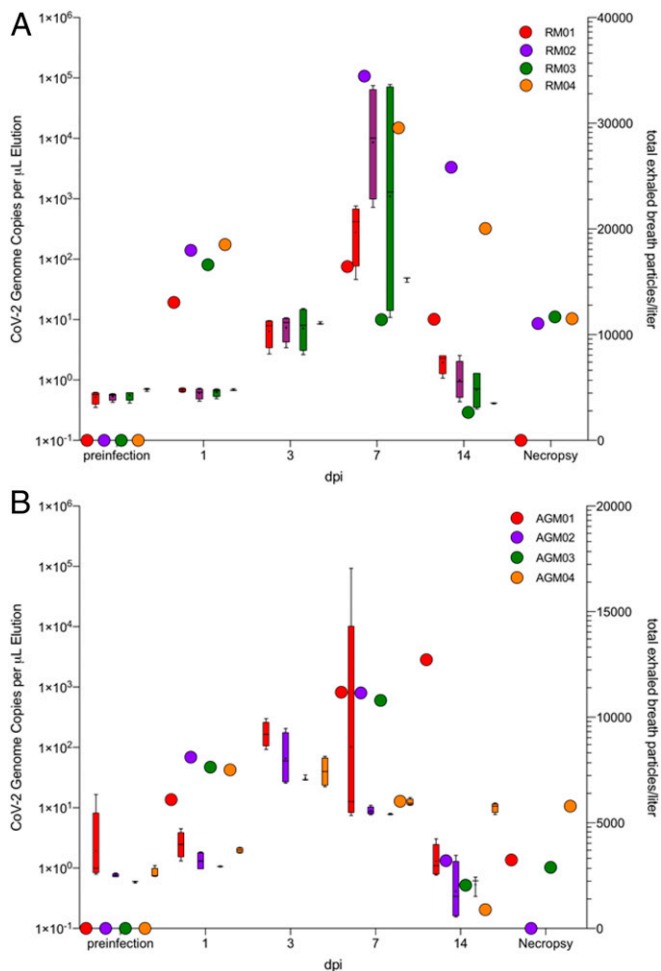 A
CoV-2 Genome Copies per µL Elution
1×10⁶
1×10⁵
1×10⁴
1×10³
1×10²
1×10¹
1×10⁰
1×10⁻¹
40000
30000
20000
10000
0
total exhaled breath particles/liter
RM01
RM02
RM03
RM04
preinfection 1 3 7 14 Necropsy
dpi
B
CoV-2 Genome Copies per µL Elution
1×10⁶
1×10⁵
1×10⁴
1×10³
1×10²
1×10¹
1×10⁰
1×10⁻¹
20000
15000
10000
5000
0
total exhaled breath particles/liter
AGM01
AGM02
AGM03
AGM04
preinfection 1 3 7 14 Necropsy
dpi